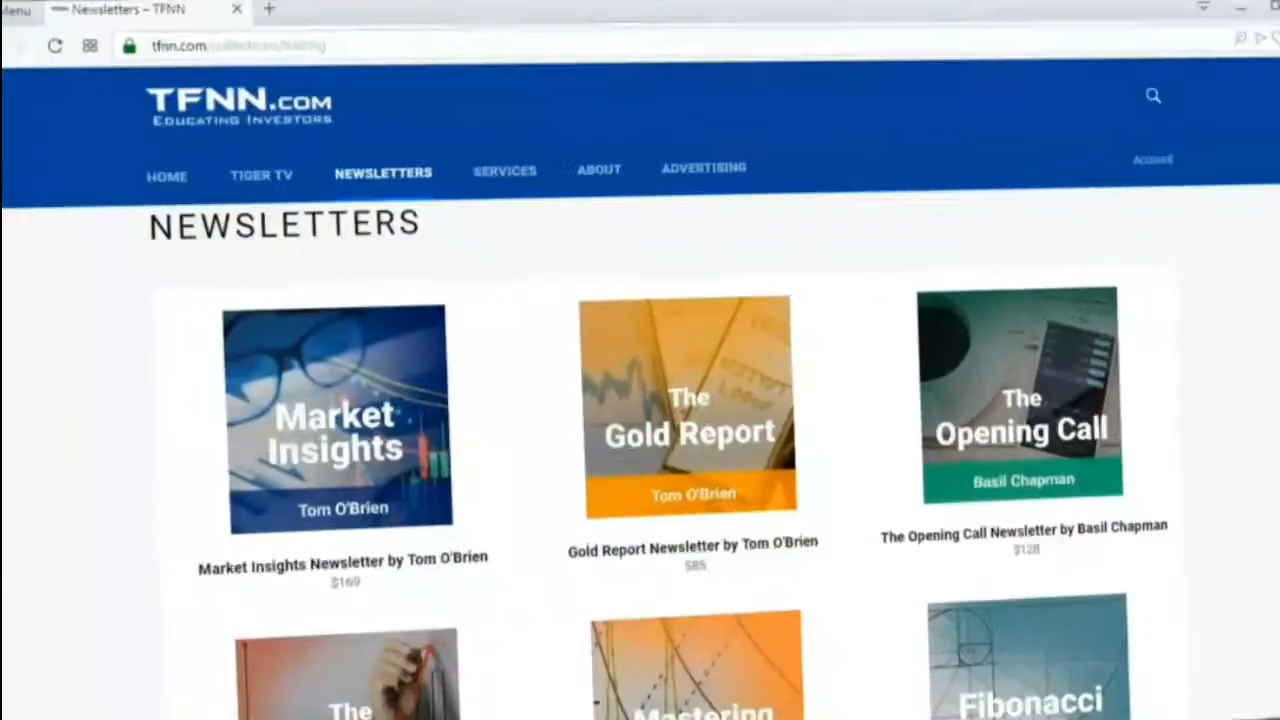 Menu
Newsletters – TFNN
tfnn.com
TFNN.COM
EDUCATING INVESTORS
Account
HOME TIGER TV NEWSLETTERS SERVICES ABOUT ADVERTISING
NEWSLETTERS
Market
Insights
Tom O'Brien
Market Insights Newsletter by Tom O'Brien
$169
The
Gold Report
Tom O'Brien
Gold Report Newsletter by Tom O'Brien
The
Opening Call
Basil Chapman
The Opening Call Newsletter by Basil Chapman
$128
The
Mastering
Fibonacci